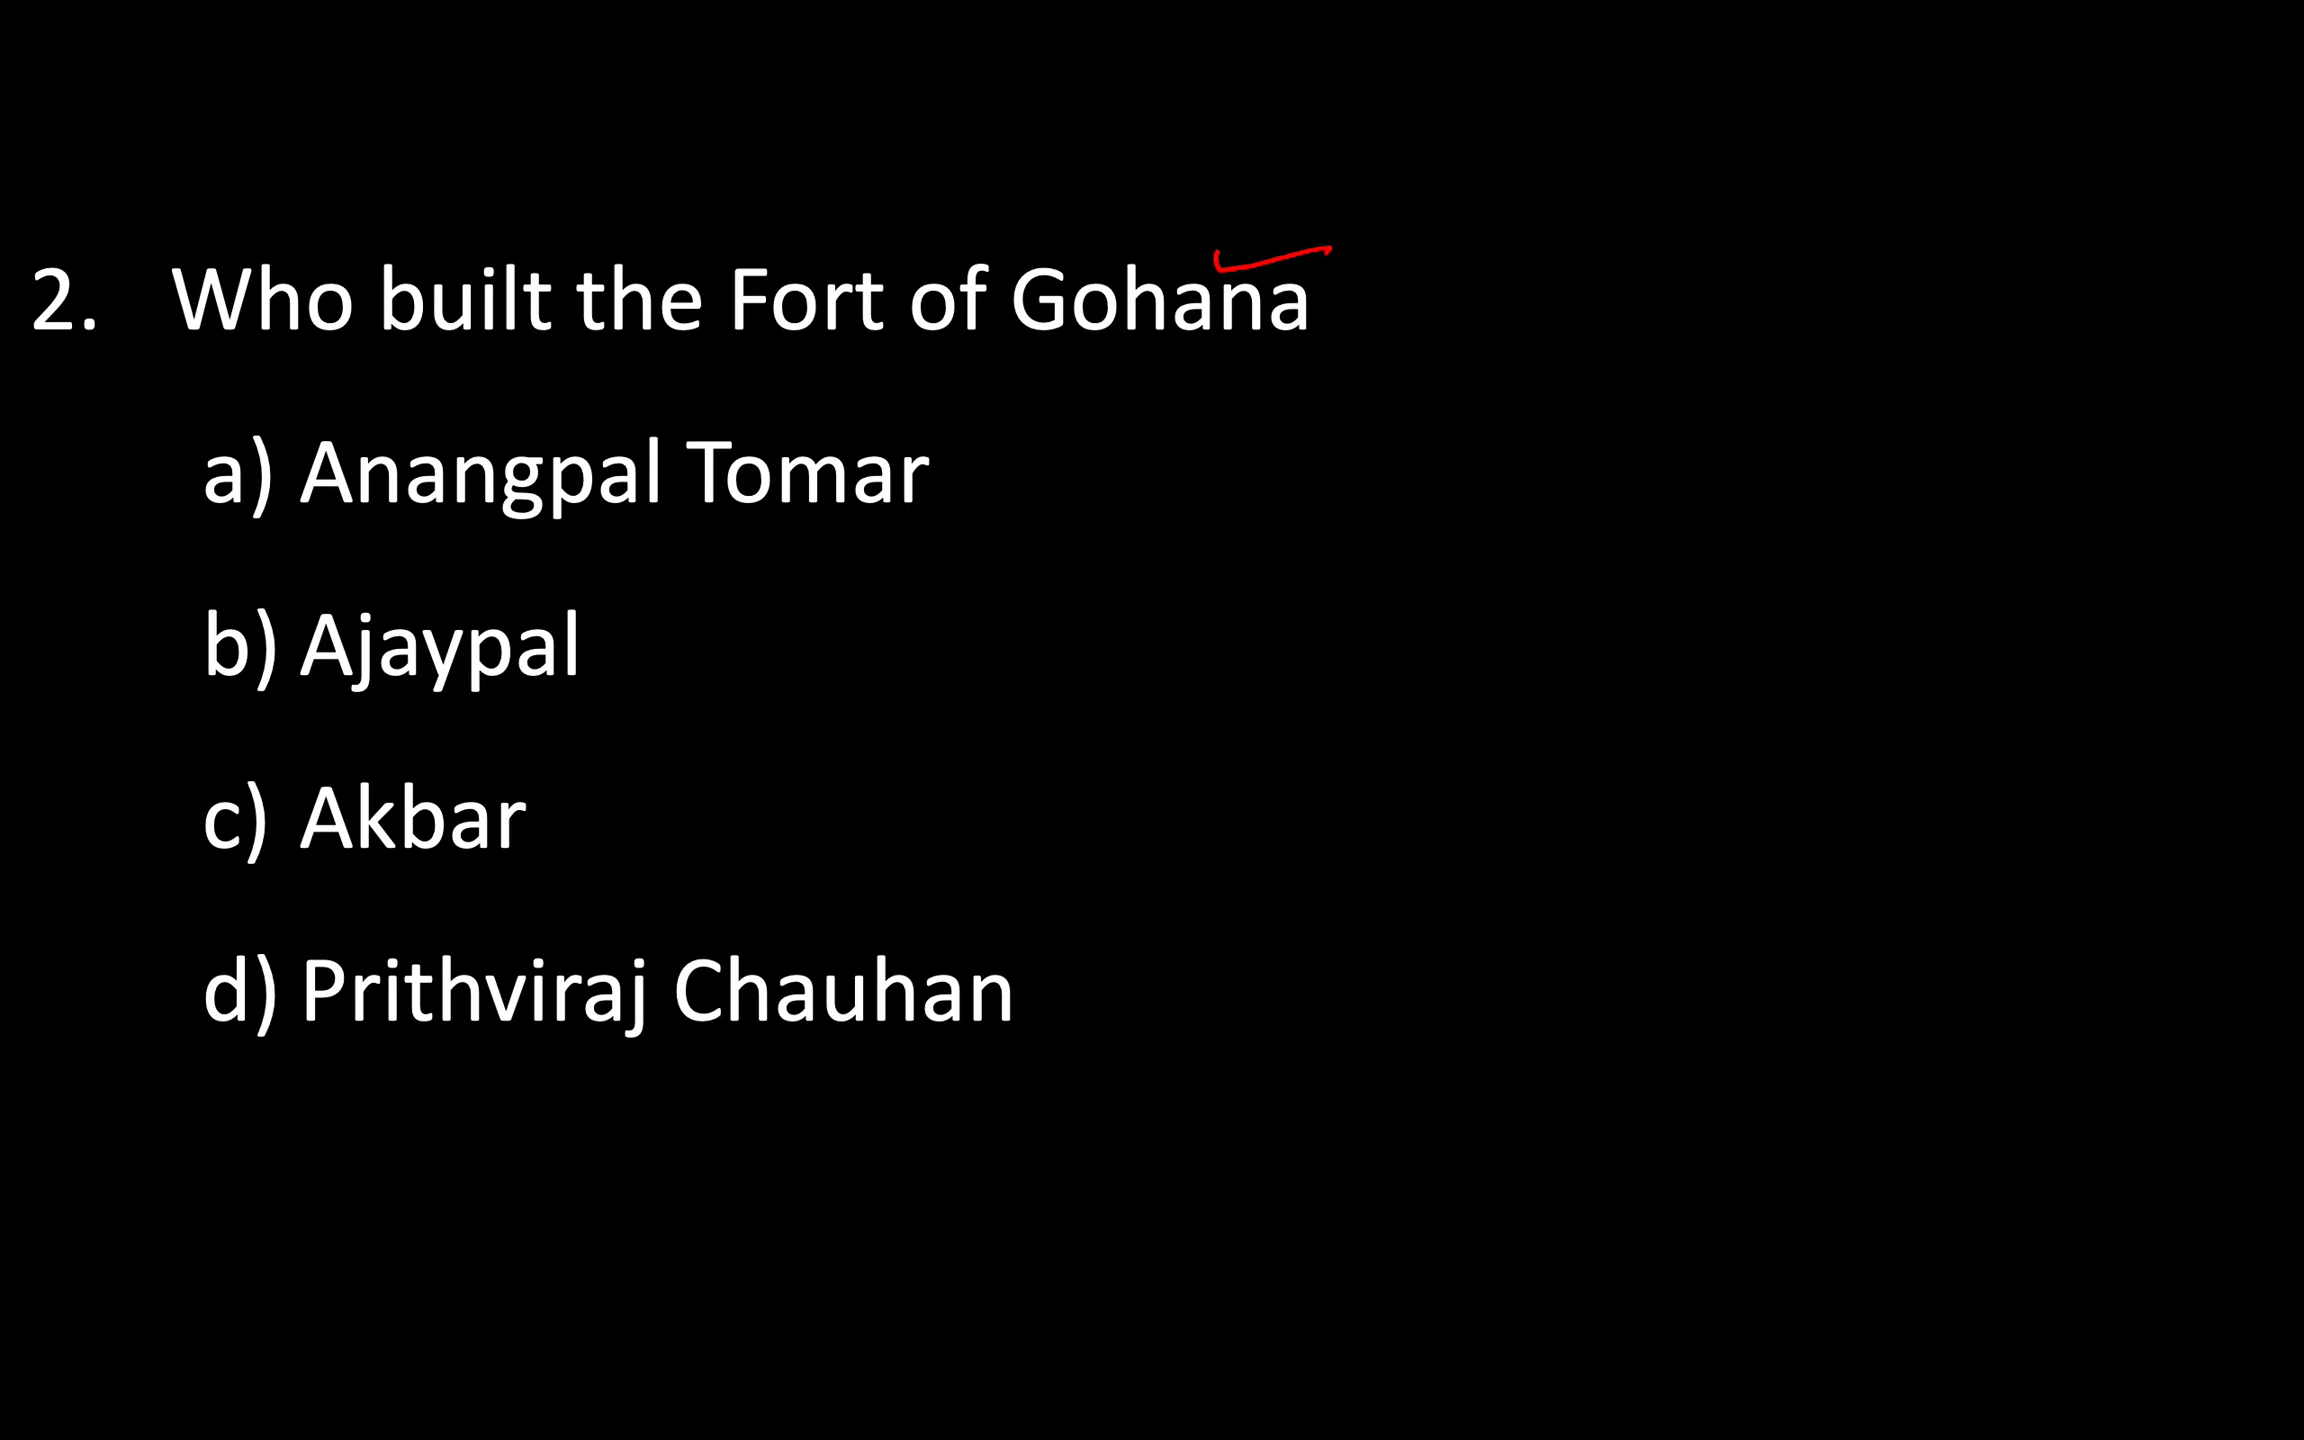 2. Who built the Fort of Gohana
a) Anangpal Tomar
b) Ajaypal
c) Akbar
d) Prithviraj Chauhan